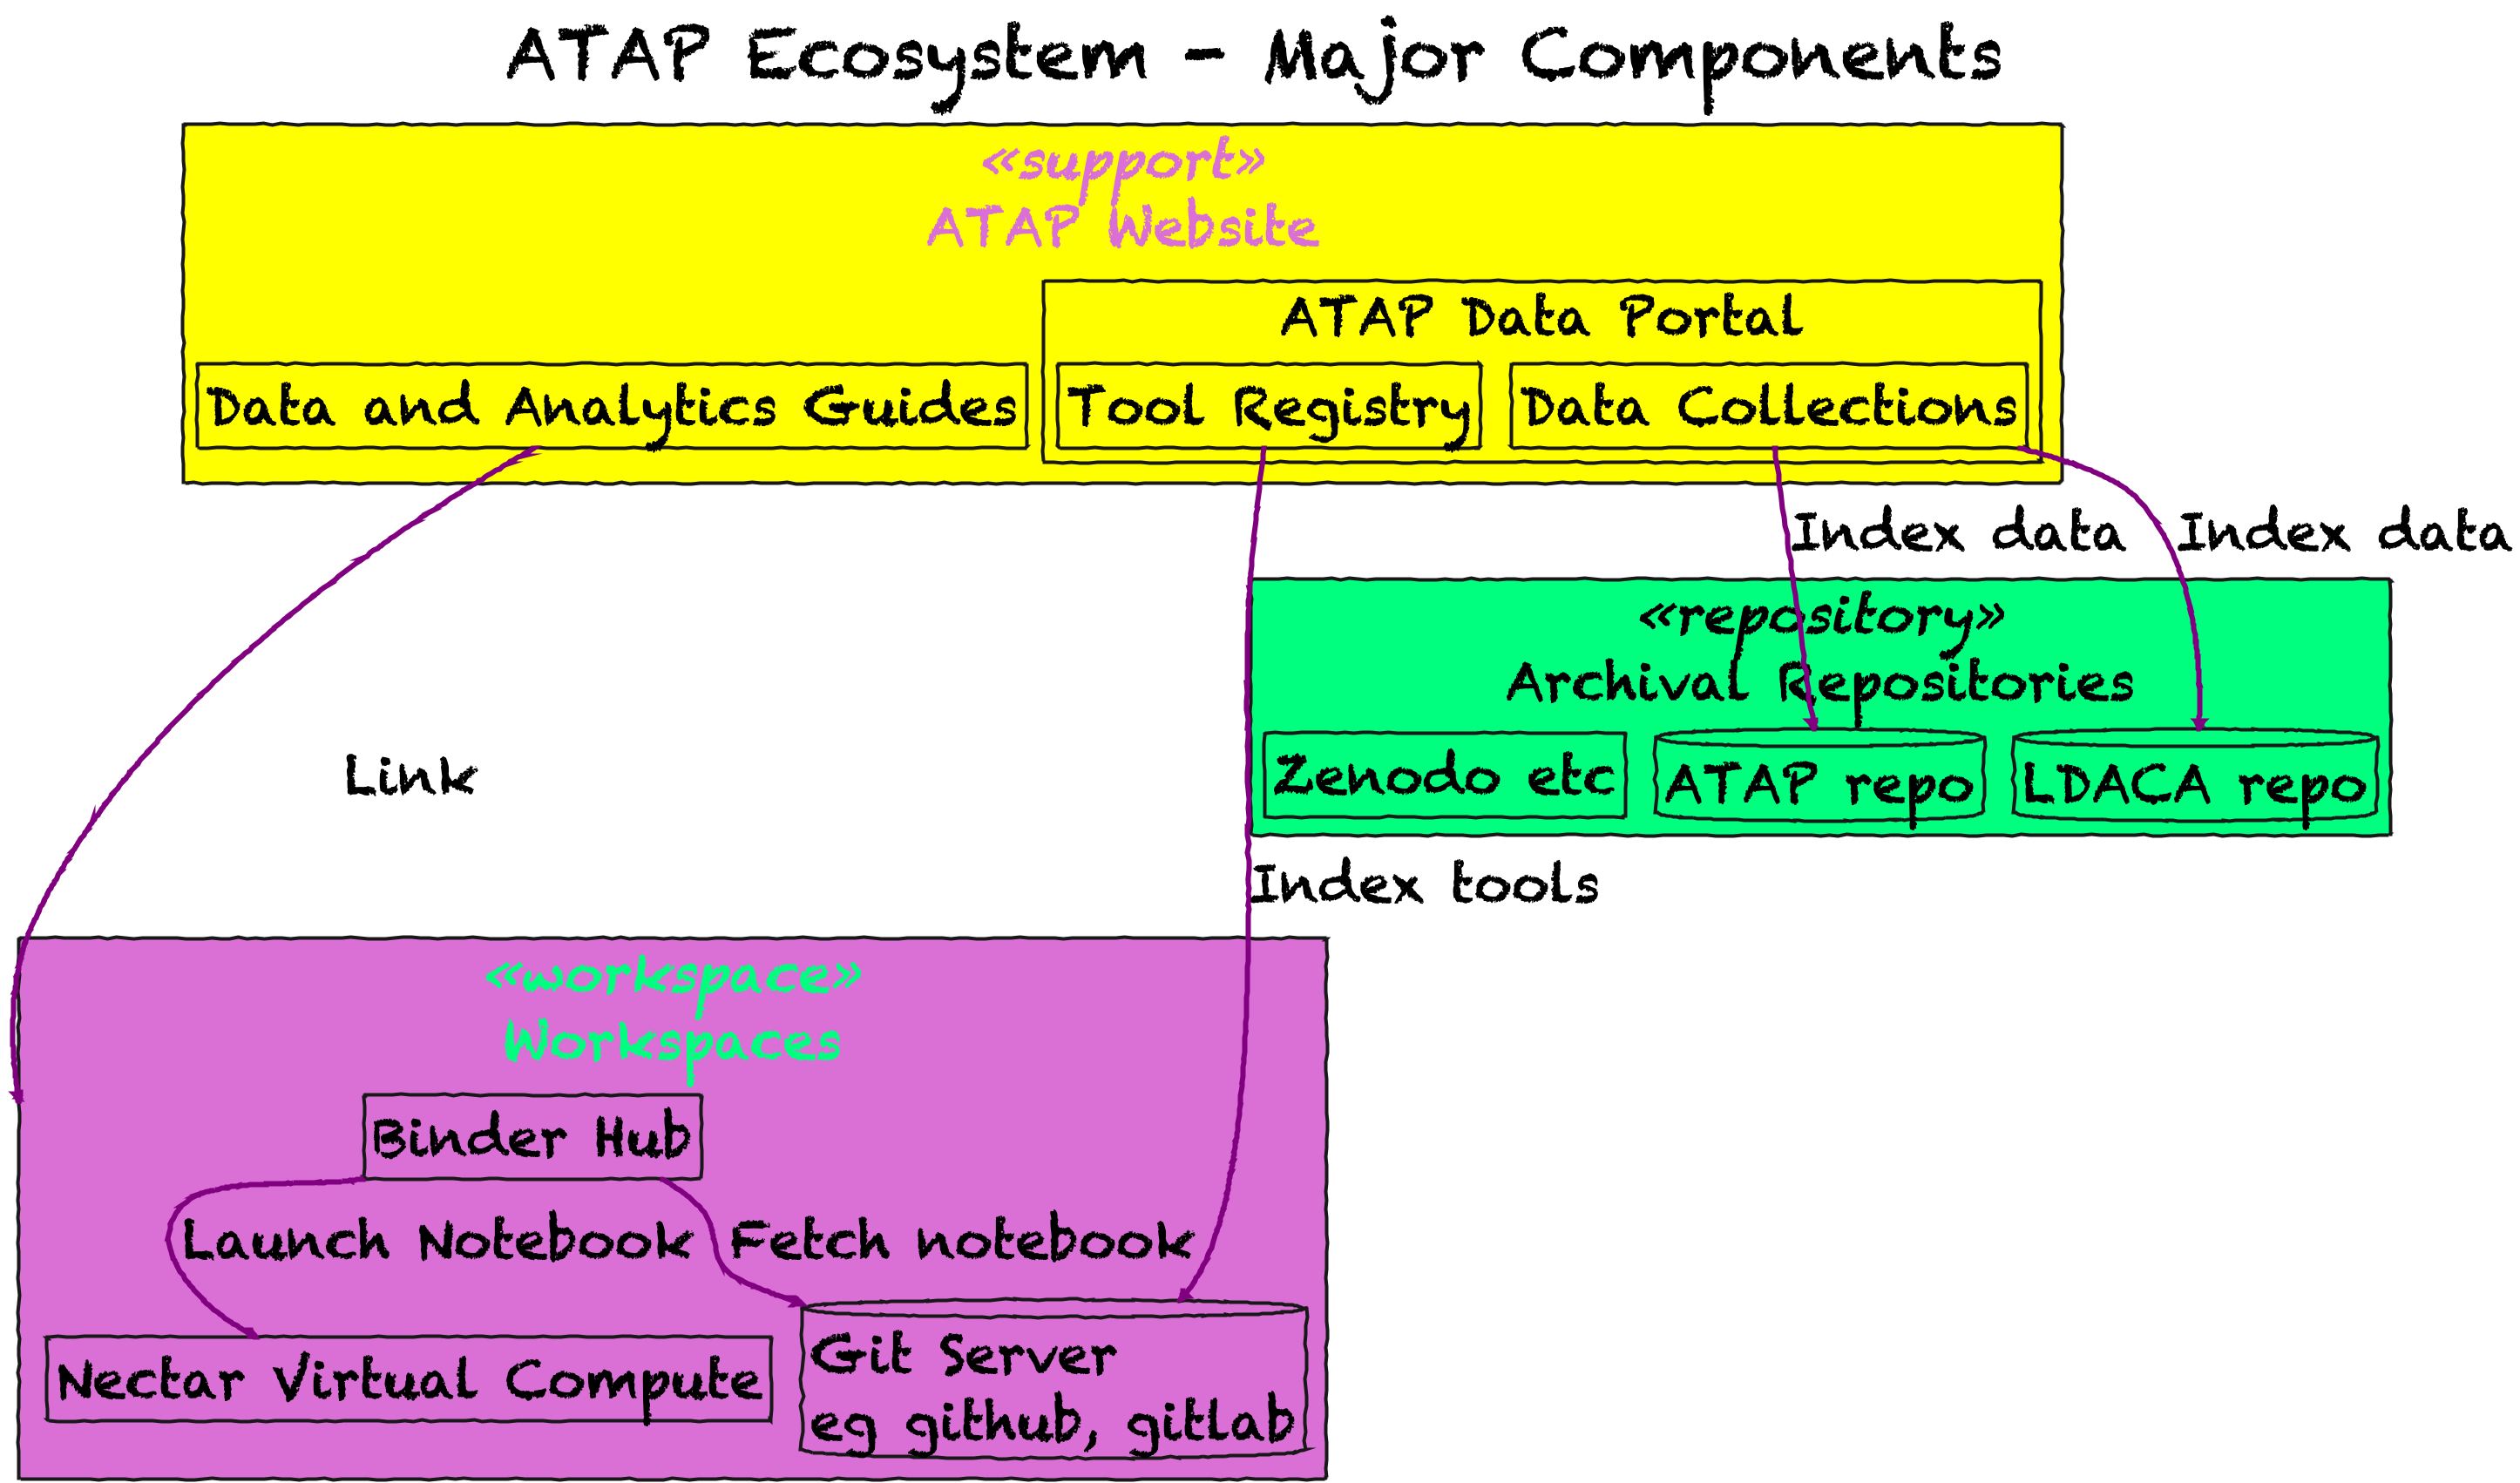 ATAP Ecosystem - Major Components
«support»
ATAP Website
ATAP Data Portal
Data and Analytics Guides
Tool Registry
Data Collections
Index data
Index data
«repository»
Archival Repositories
Link
Zenodo etc
ATAP repo
LDACA repo
Index tools
«workspace»
Workspaces
Binder Hub
Launch Notebook
Fetch notebook
Nectar Virtual Compute
Git Server
eg github, gitlab